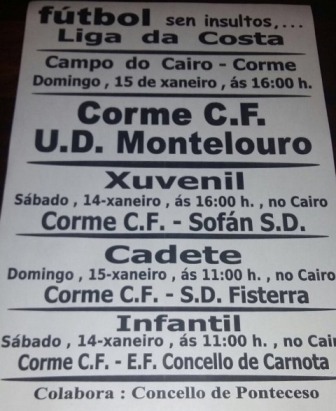 fútbol sen insultos,...
Liga da Costa
Campo do Cairo - Corme
Domingo , 15 de xaneiro , ás 16:00 h.
Corme C.F.
U.D. Montelouro
Xuvenil
Sábado , 14-xaneiro , ás 16:00 h. , no Cairo
Corme C.F. - Sofán S.D.
Cadete
Domingo , 15-xaneiro , ás 11:00 h. , no Cairo
Corme C.F. - S.D. Fisterra
Infantil
Sábado , 14-xaneiro , ás 11:00 h. , no Cair
Corme C.F. - E.F. Concello de Carnota
Colabora : Concello de Ponteceso